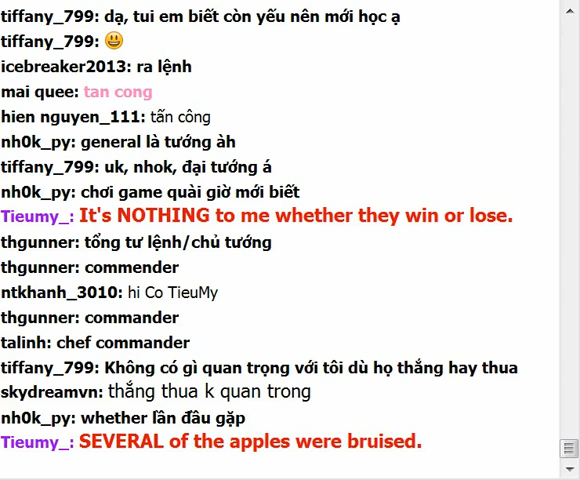 tiffany_799: dạ, tui em biết còn yếu nên mới học ạ
tiffany_799: 😃
icebreaker2013: ra lệnh
mai quee: tan cong
hien nguyen_111: tấn công
nh0k_py: general là tướng àh
tiffany_799: uk, nhok, đại tướng á
nh0k_py: chơi game quài giờ mới biết
Tieumy_: It's NOTHING to me whether they win or lose.
thgunner: tổng tư lệnh/chủ tướng
thgunner: commender
ntkhanh_3010: hi Co TieuMy
thgunner: commander
talinh: chef commander
tiffany_799: Không có gì quan trọng với tôi dù họ thắng hay thua
skydreamvn: thắng thua k quan trong
nh0k_py: whether lần đầu gặp
Tieumy_: SEVERAL of the apples were bruised.